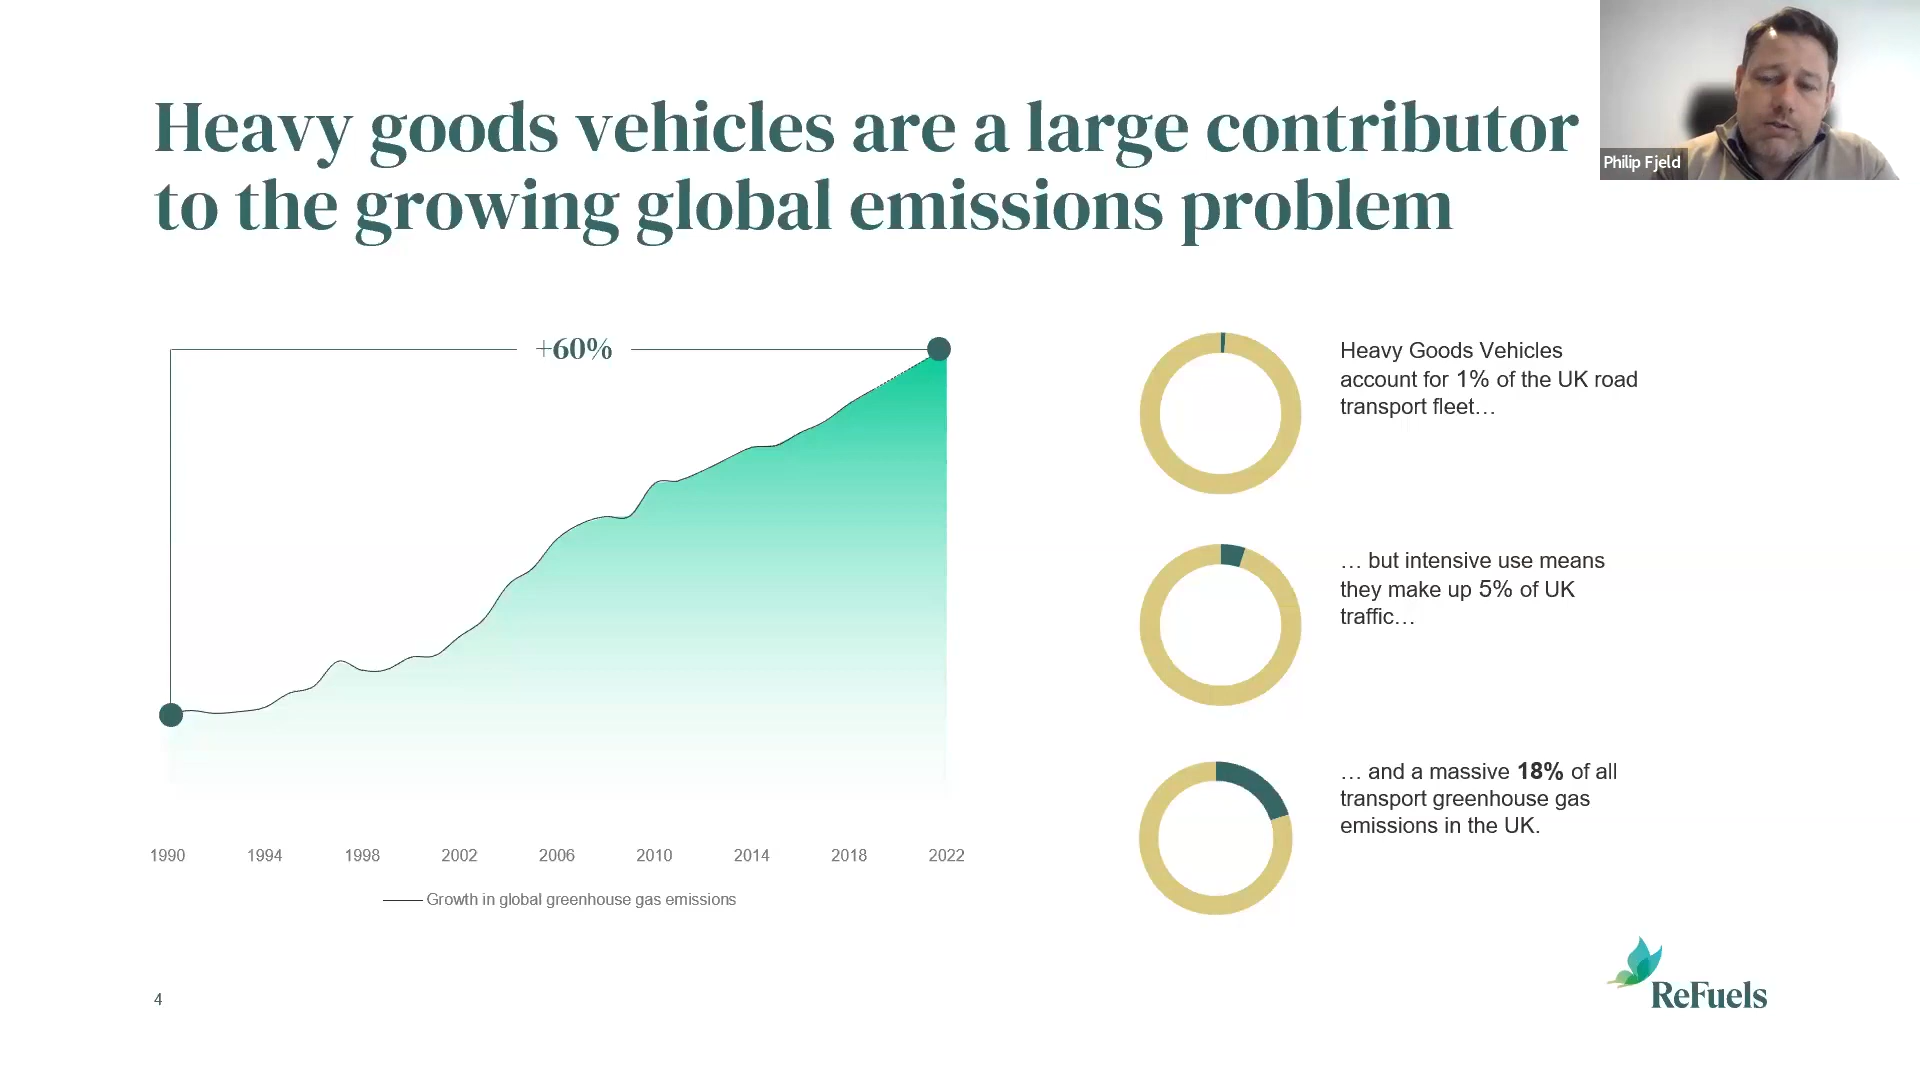 Heavy goods vehicles are a large contributor
to the growing global emissions problem
Philip Fjeld
+60%
1990 1994 1998 2002 2006 2010 2014 2018 2022
Growth in global greenhouse gas emissions
Heavy Goods Vehicles
account for 1% of the UK road
transport fleet…
… but intensive use means
they make up 5% of UK
traffic…
… and a massive 18% of all
transport greenhouse gas
emissions in the UK.
4
ReFuels